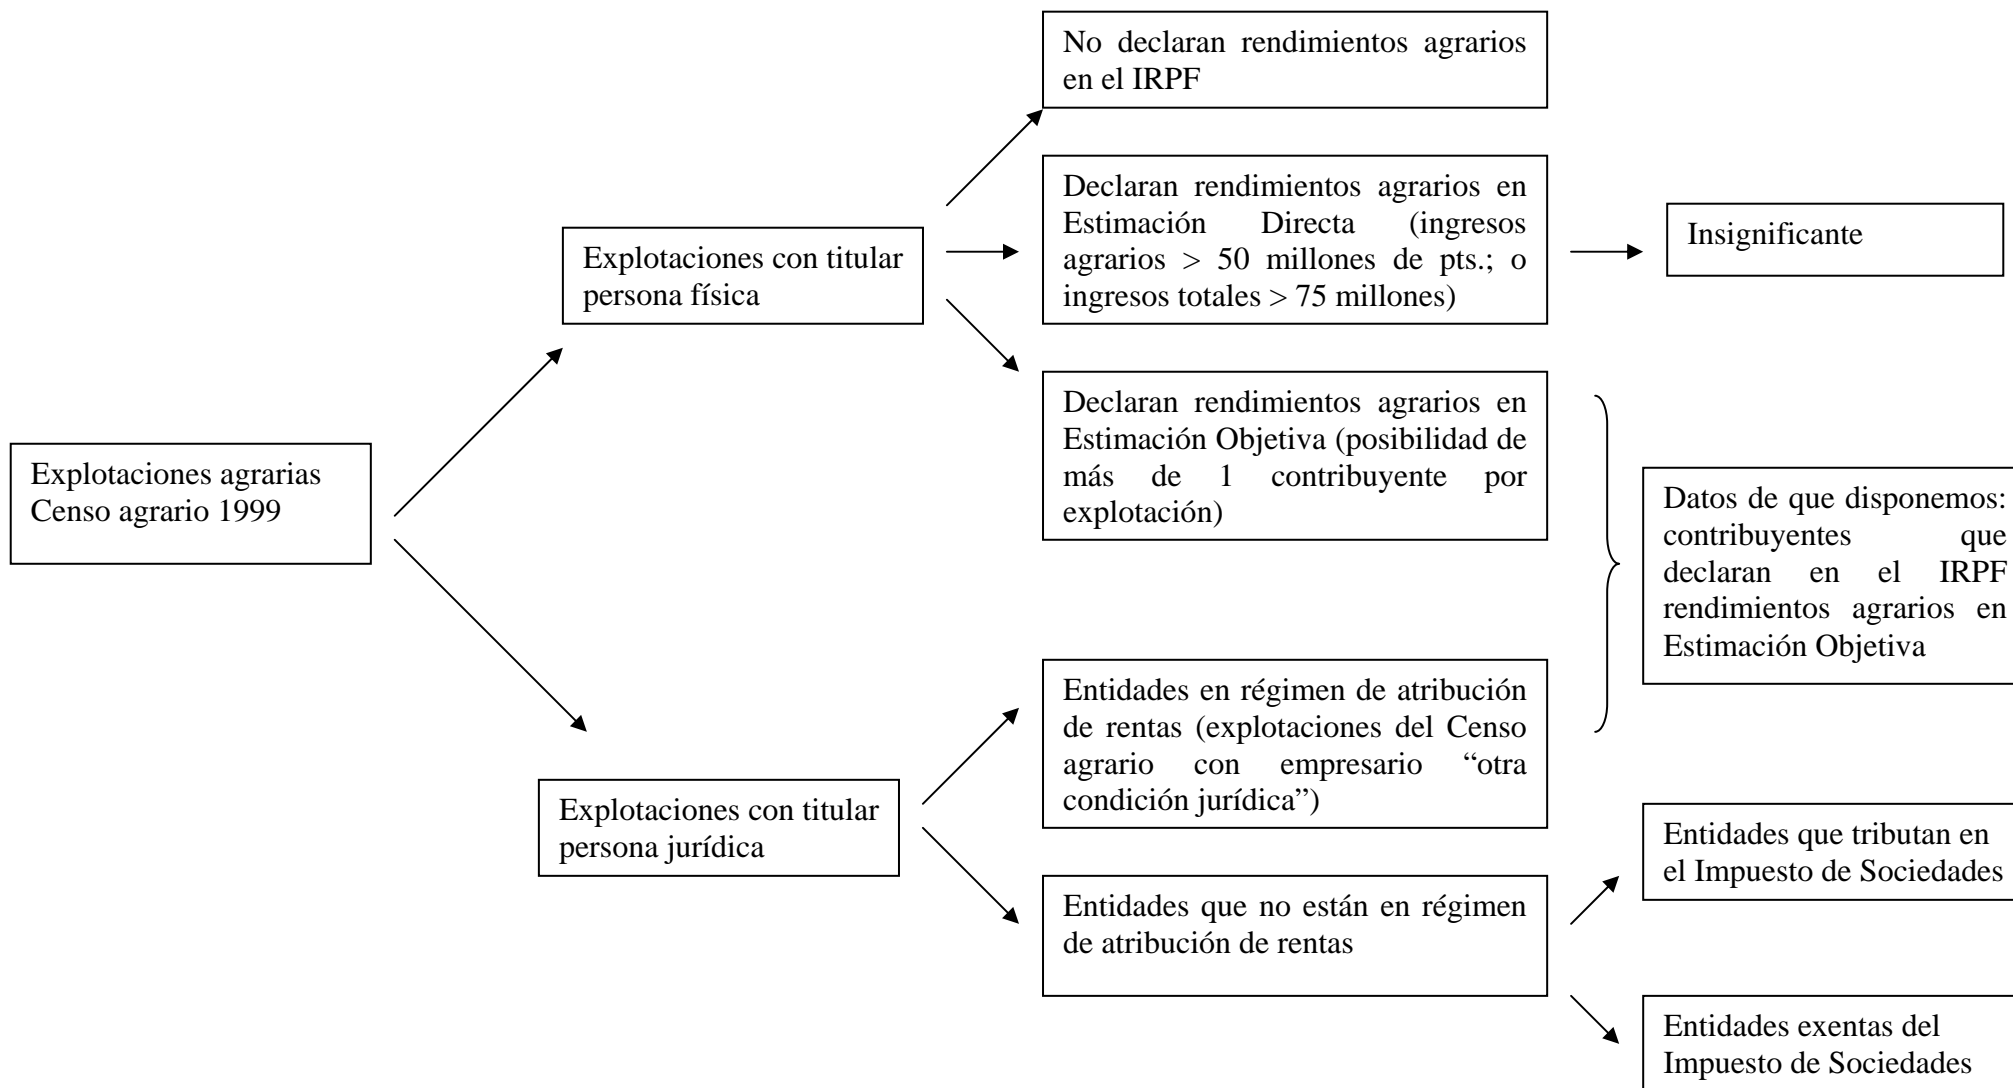 No declaran rendimientos agrarios
en el IRPF
Declaran rendimientos agrarios en
Estimación Directa (ingresos
agrarios > 50 millones de pts.; o
ingresos totales > 75 millones)
Insignificante
Explotaciones con titular
persona física
Declaran rendimientos agrarios en
Estimación Objetiva (posibilidad de
más de 1 contribuyente por
explotación)
Explotaciones agrarias
Censo agrario 1999
Datos de que disponemos:
contribuyentes que
declaran en el IRPF
rendimientos agrarios en
Estimación Objetiva
Entidades en régimen de atribución
de rentas (explotaciones del Censo
agrario con empresario “otra
condición jurídica”)
Explotaciones con titular
persona jurídica
Entidades que tributan en
el Impuesto de Sociedades
Entidades que no están en régimen
de atribución de rentas
Entidades exentas del
Impuesto de Sociedades